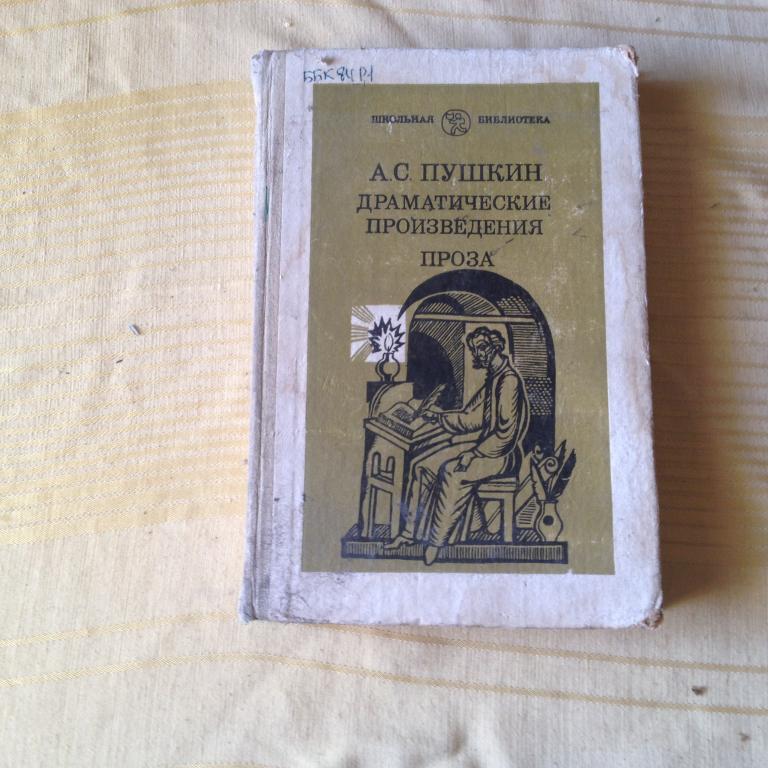 ББК 84 Р1
ШКОЛЬНАЯ БИБЛИОТЕКА
А.С. ПУШКИН
ДРАМАТИЧЕСКИЕ
ПРОИЗВЕДЕНИЯ
ПРОЗА